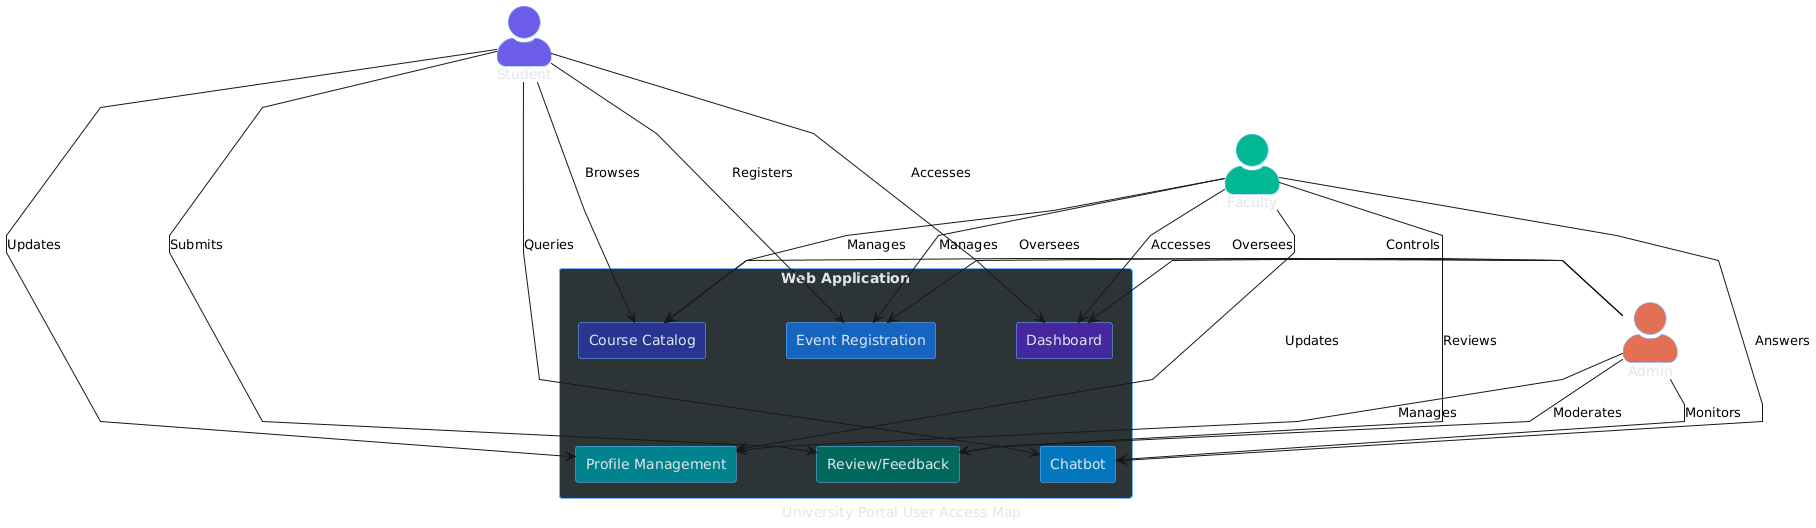 Student
Faculty
Browses
Registers
Accesses
Updates
Submits
Queries
Manages
Manages
Oversees
Accesses
Oversees
Controls
Web Application
Course Catalog
Event Registration
Dashboard
Updates
Reviews
Answers
Admin
Manages
Moderates
Monitors
Profile Management
Review/Feedback
Chatbot
University Portal User Access Map